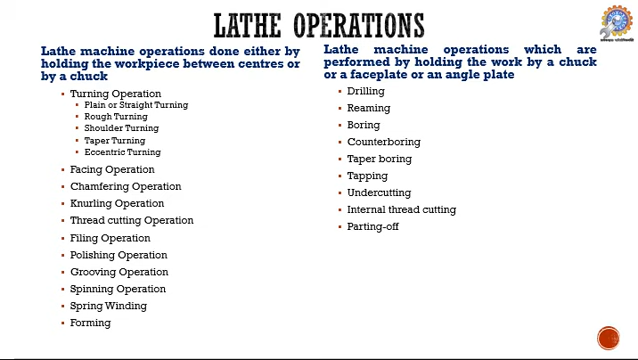 LATHE OPERATIONS
Lathe machine operations done either by
holding the workpiece between centres or
by a chuck
Turning Operation
Plain or Straight Turning
Rough Turning
Shoulder Turning
Taper Turning
Eccentric Turning
Facing Operation
Chamfering Operation
Knurling Operation
Thread cutting Operation
Filing Operation
Polishing Operation
Grooving Operation
Spinning Operation
Spring Winding
Forming
Lathe machine operations which are
performed by holding the work by a chuck
or a faceplate or an angle plate
Drilling
Reaming
Boring
Counterboring
Taper boring
Tapping
Undercutting
Internal thread cutting
Parting-off